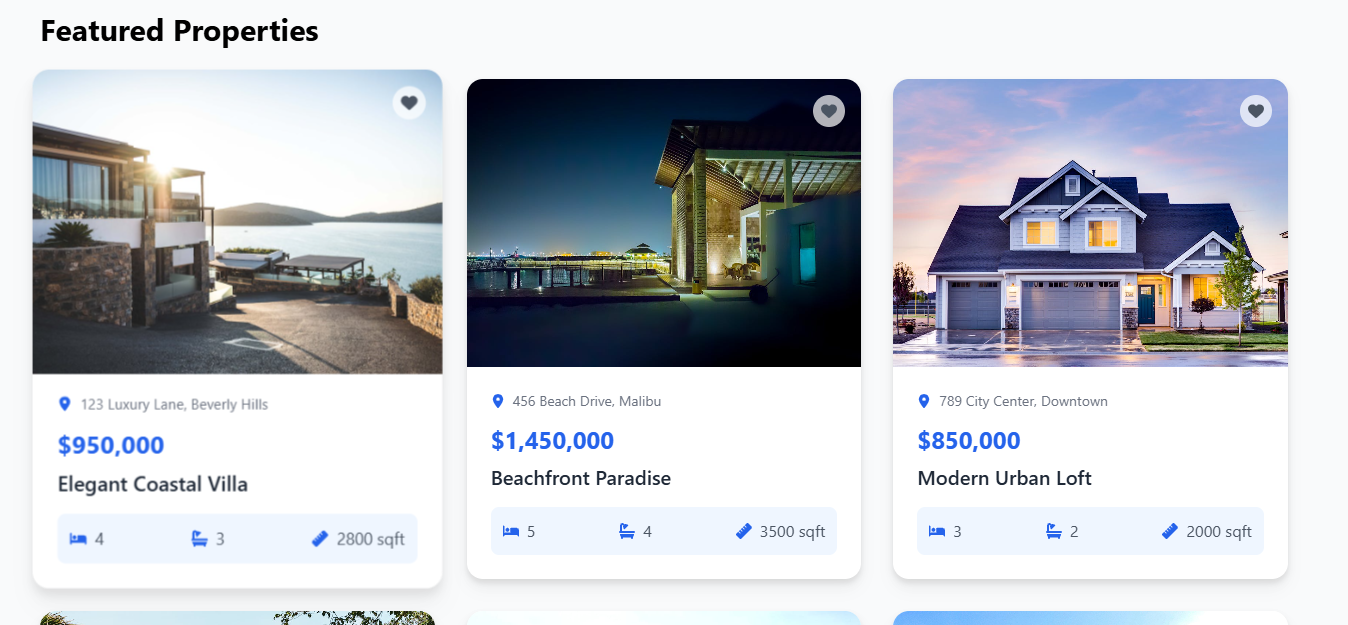 Featured Properties
123 Luxury Lane, Beverly Hills
$950,000
Elegant Coastal Villa
4 3 2800 sqft
456 Beach Drive, Malibu
$1,450,000
Beachfront Paradise
5 4 3500 sqft
789 City Center, Downtown
$850,000
Modern Urban Loft
3 2 2000 sqft